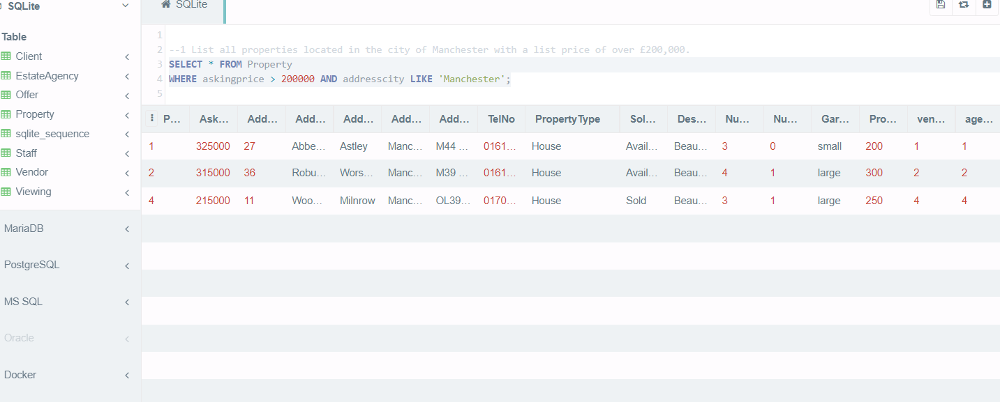 SQLite
SQLite
Table
Client
EstateAgency
Offer
Property
sqlite_sequence
Staff
Vendor
Viewing
MariaDB
PostgreSQL
MS SQL
Oracle
Docker
1
2 --1 List all properties located in the city of Manchester with a list price of over £200,000.
3 SELECT * FROM Property
4 WHERE askingprice > 200000 AND addresscity LIKE 'Manchester';
5
P... Ask... Add... Add... Add... Add... Add... TelNo PropertyType Sol... Des... Nu... Nu... Gar... Pro... ven... age...
1 325000 27 Abbe... Astley Manc... M44 ... 0161... House Avail... Beau... 3 0 small 200 1 1
2 315000 36 Robu... Wors... Manc... M39 ... 0161... House Avail... Beau... 4 1 large 300 2 2
4 215000 11 Woo... Milnrow Manc... OL39... 0170... House Sold Beau... 3 1 large 250 4 4